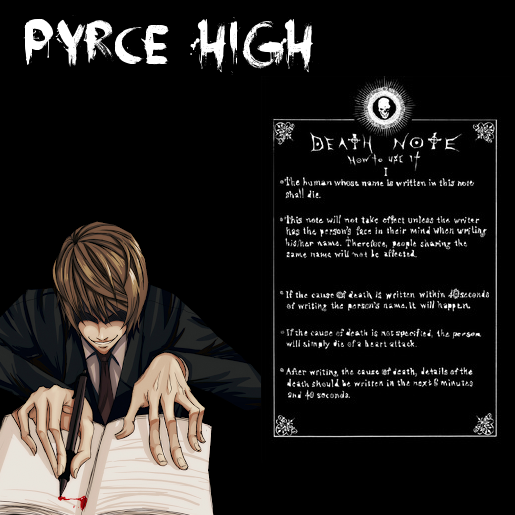 PYRCE HIGH
DEATH NOTE
How to use it
I
The human whose name is written in this note
shall die.
This note will not take effect unless the writer
has the person's face in their mind when writing
his/her name. Therefore, people sharing the
same name will not be affected.
If the cause of death is written within 40 seconds
of writing the person's name, it will happen.
If the cause of death is not specified, the person
will simply die of a heart attack.
After writing the cause of death, details of the
death should be written in the next 6 minutes
and 40 seconds.